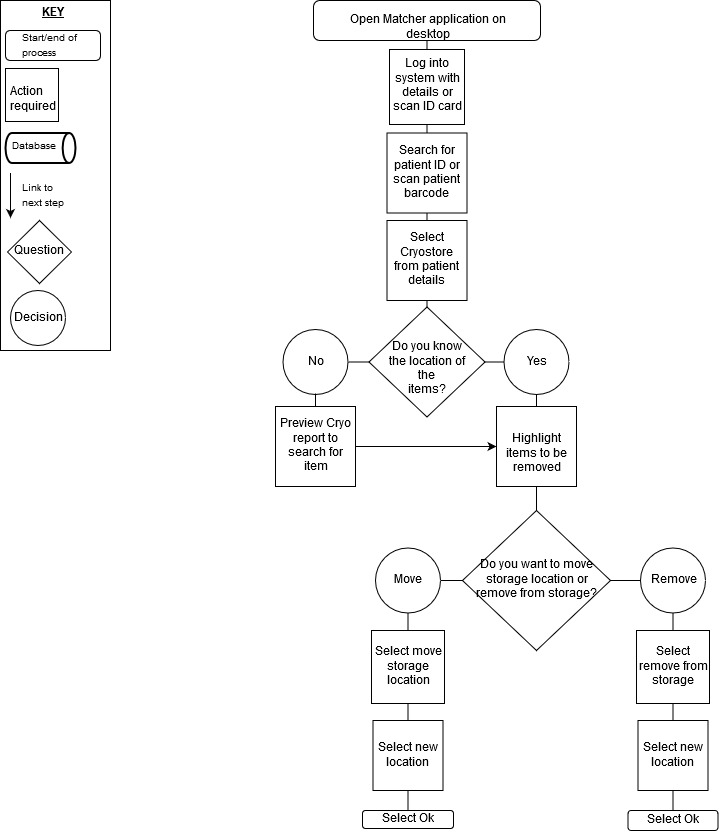 KEY
Start/end of
process
Action
required
Database
Link to
next step
Question
Decision
Open Matcher application on
desktop
Log into
system with
details or
scan ID card
Search for
patient ID or
scan patient
barcode
Select
Cryostore
from patient
details
Do you know
the location of
the
items?
No
Yes
Preview Cryo
report to
search for
item
Highlight
items to be
removed
Do you want to move
storage location or
remove from storage?
Move
Remove
Select move
storage
location
Select
remove from
storage
Select new
location
Select new
location
Select Ok
Select Ok